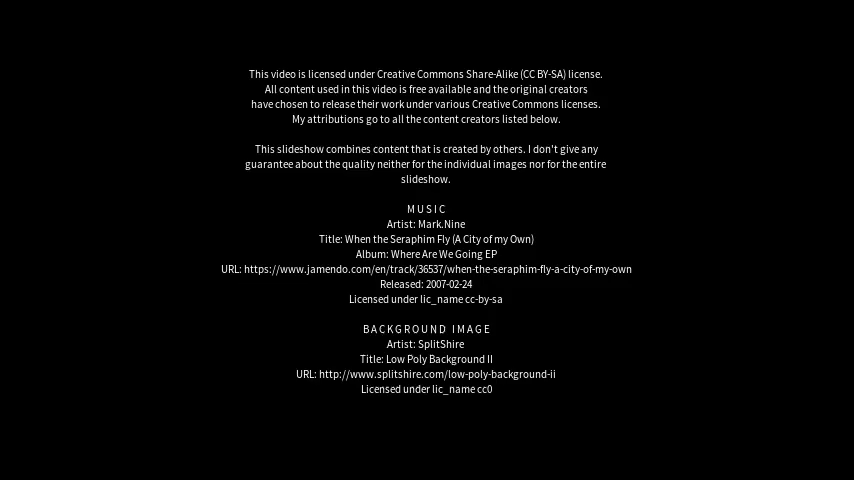 This video is licensed under Creative Commons Share-Alike (CC BY-SA) license.
All content used in this video is free available and the original creators
have chosen to release their work under various Creative Commons licenses.
My attributions go to all the content creators listed below.
This slideshow combines content that is created by others. I don't give any
guarantee about the quality neither for the individual images nor for the entire
slideshow.
MUSIC
Artist: Mark.Nine
Title: When the Seraphim Fly (A City of my Own)
Album: Where Are We Going EP
URL: https://www.jamendo.com/en/track/36537/when-the-seraphim-fly-a-city-of-my-own
Released: 2007-02-24
Licensed under lic_name cc-by-sa
BACKGROUND IMAGE
Artist: SplitShire
Title: Low Poly Background II
URL: http://www.splitshire.com/low-poly-background-ii
Licensed under lic_name cc0